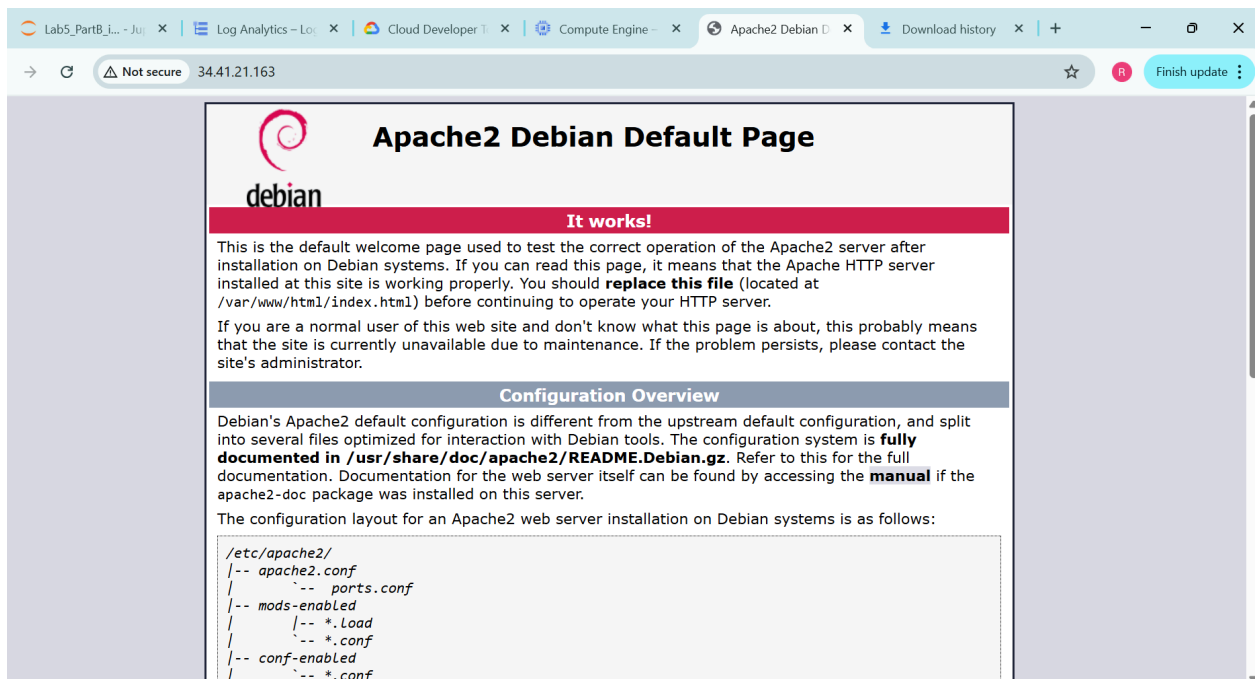 Lab5_PartB_i... - Ju
Log Analytics – Lo
Cloud Developer T
Compute Engine –
Apache2 Debian D
Download history
Not secure
34.41.21.163
R
Finish update
debian
Apache2 Debian Default Page
It works!
This is the default welcome page used to test the correct operation of the Apache2 server after
installation on Debian systems. If you can read this page, it means that the Apache HTTP server
installed at this site is working properly. You should replace this file (located at
/var/www/html/index.html) before continuing to operate your HTTP server.
If you are a normal user of this web site and don't know what this page is about, this probably means
that the site is currently unavailable due to maintenance. If the problem persists, please contact the
site's administrator.
Configuration Overview
Debian's Apache2 default configuration is different from the upstream default configuration, and split
into several files optimized for interaction with Debian tools. The configuration system is fully
documented in /usr/share/doc/apache2/README.Debian.gz. Refer to this for the full
documentation. Documentation for the web server itself can be found by accessing the manual if the
apache2-doc package was installed on this server.
The configuration layout for an Apache2 web server installation on Debian systems is as follows:
/etc/apache2/
|-- apache2.conf
|       `--  ports.conf
|-- mods-enabled
|       |-- *.load
|       `-- *.conf
|-- conf-enabled
|       `-- *.conf